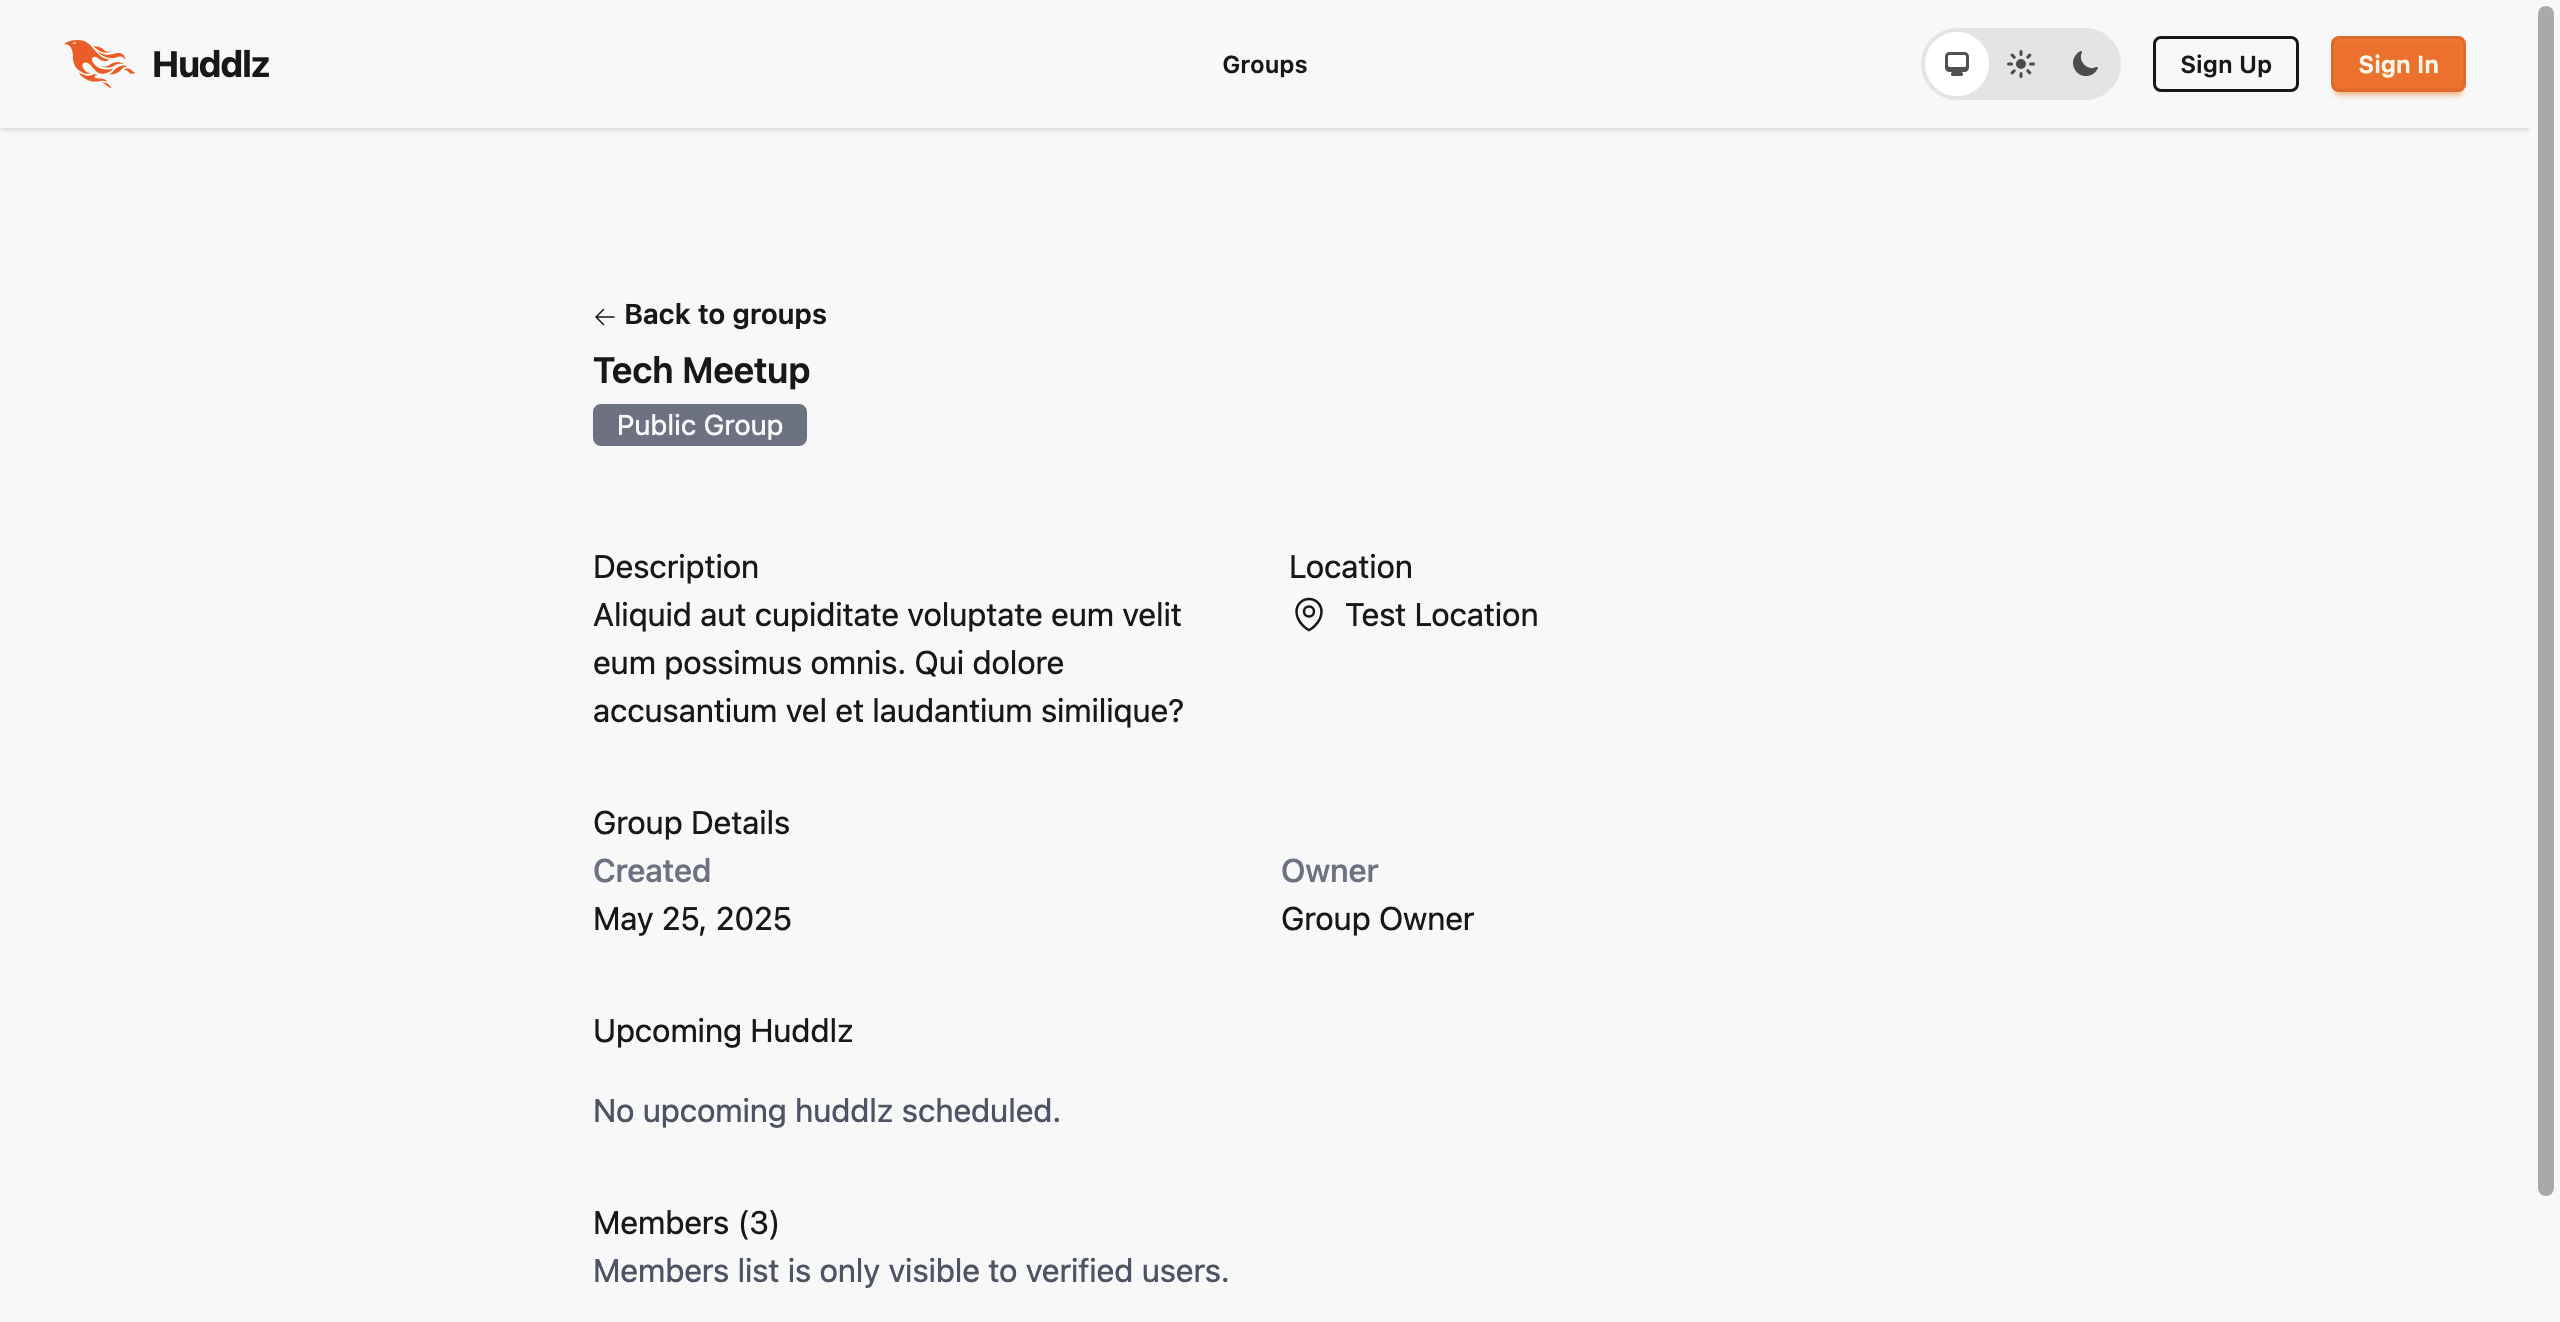 Huddlz
Groups
Sign Up
Sign In
Back to groups
Tech Meetup
Public Group
Description
Aliquid aut cupiditate voluptate eum velit
eum possimus omnis. Qui dolore
accusantium vel et laudantium similique?
Location
Test Location
Group Details
Created
May 25, 2025
Owner
Group Owner
Upcoming Huddlz
No upcoming huddlz scheduled.
Members (3)
Members list is only visible to verified users.